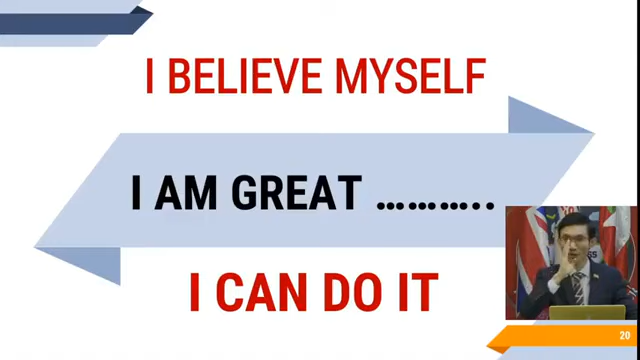 I BELIEVE MYSELF
I AM GREAT ………..
I CAN DO IT
20